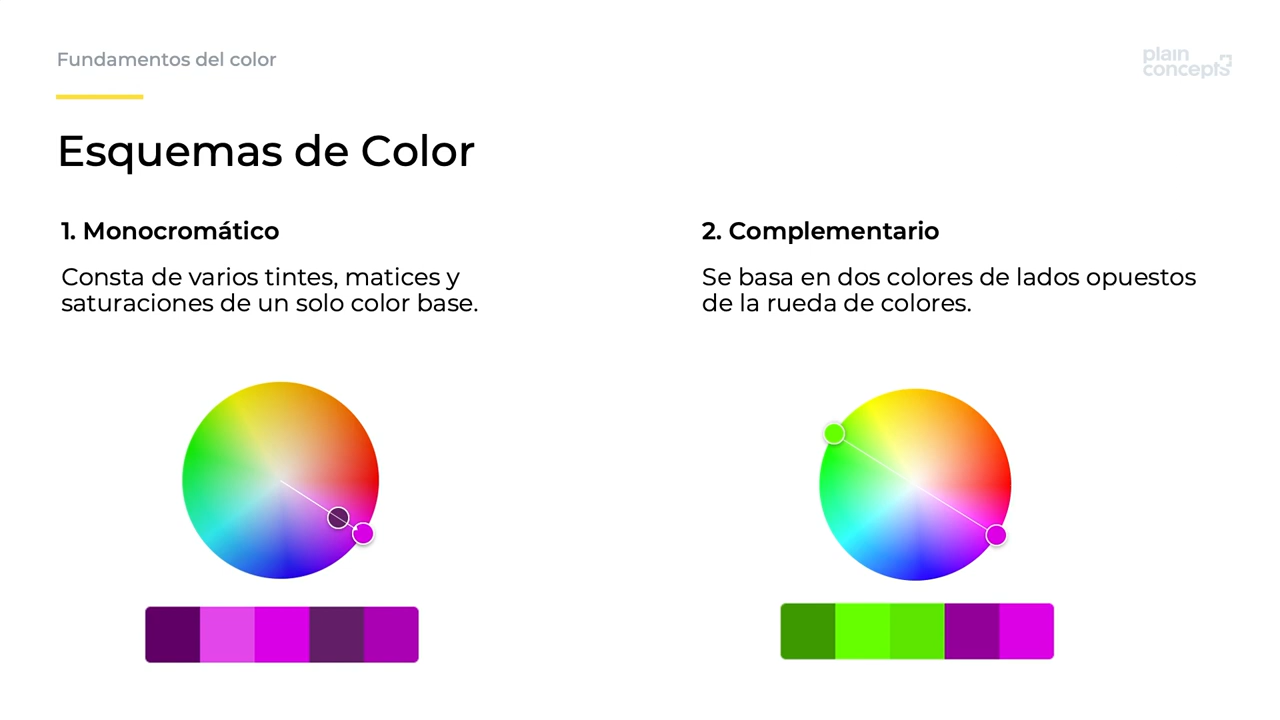 Fundamentos del color
plain
concepts
Esquemas de Color
1. Monocromático
Consta de varios tintes, matices y
saturaciones de un solo color base.
2. Complementario
Se basa en dos colores de lados opuestos
de la rueda de colores.